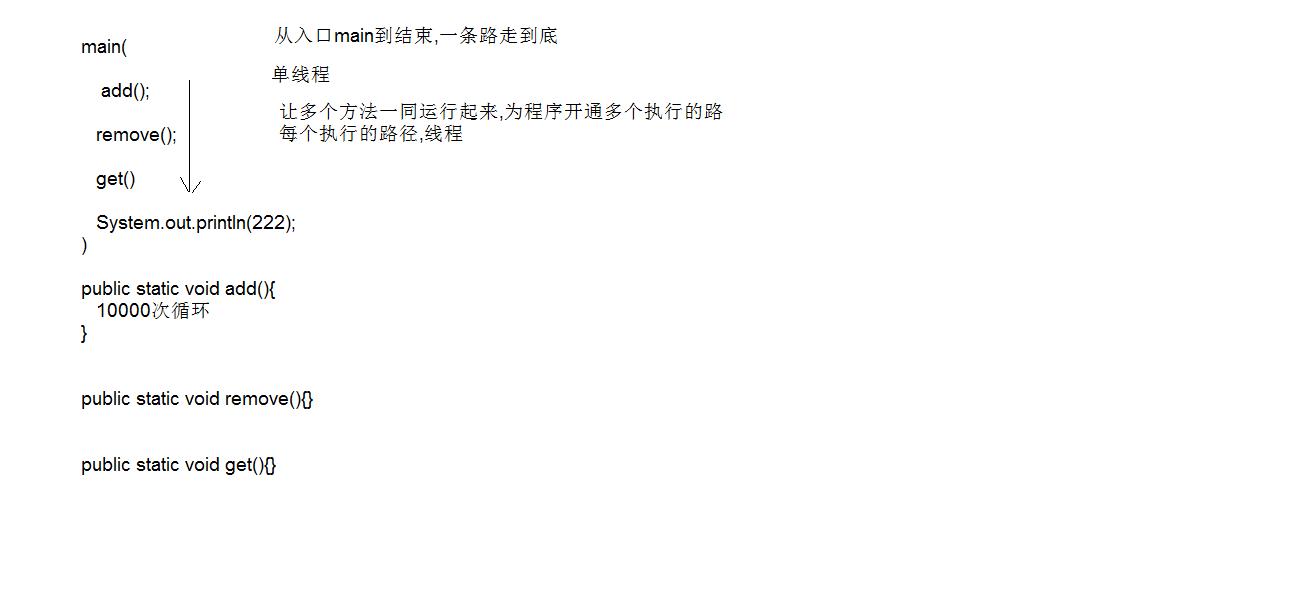 main(
从入口main到结束,一条路走到底
单线程
add();
让多个方法一同运行起来,为程序开通多个执行的路
remove();
每个执行的路径,线程
get()
System.out.println(222);
)
public static void add(){
10000次循环
}
public static void remove(){}
public static void get(){}